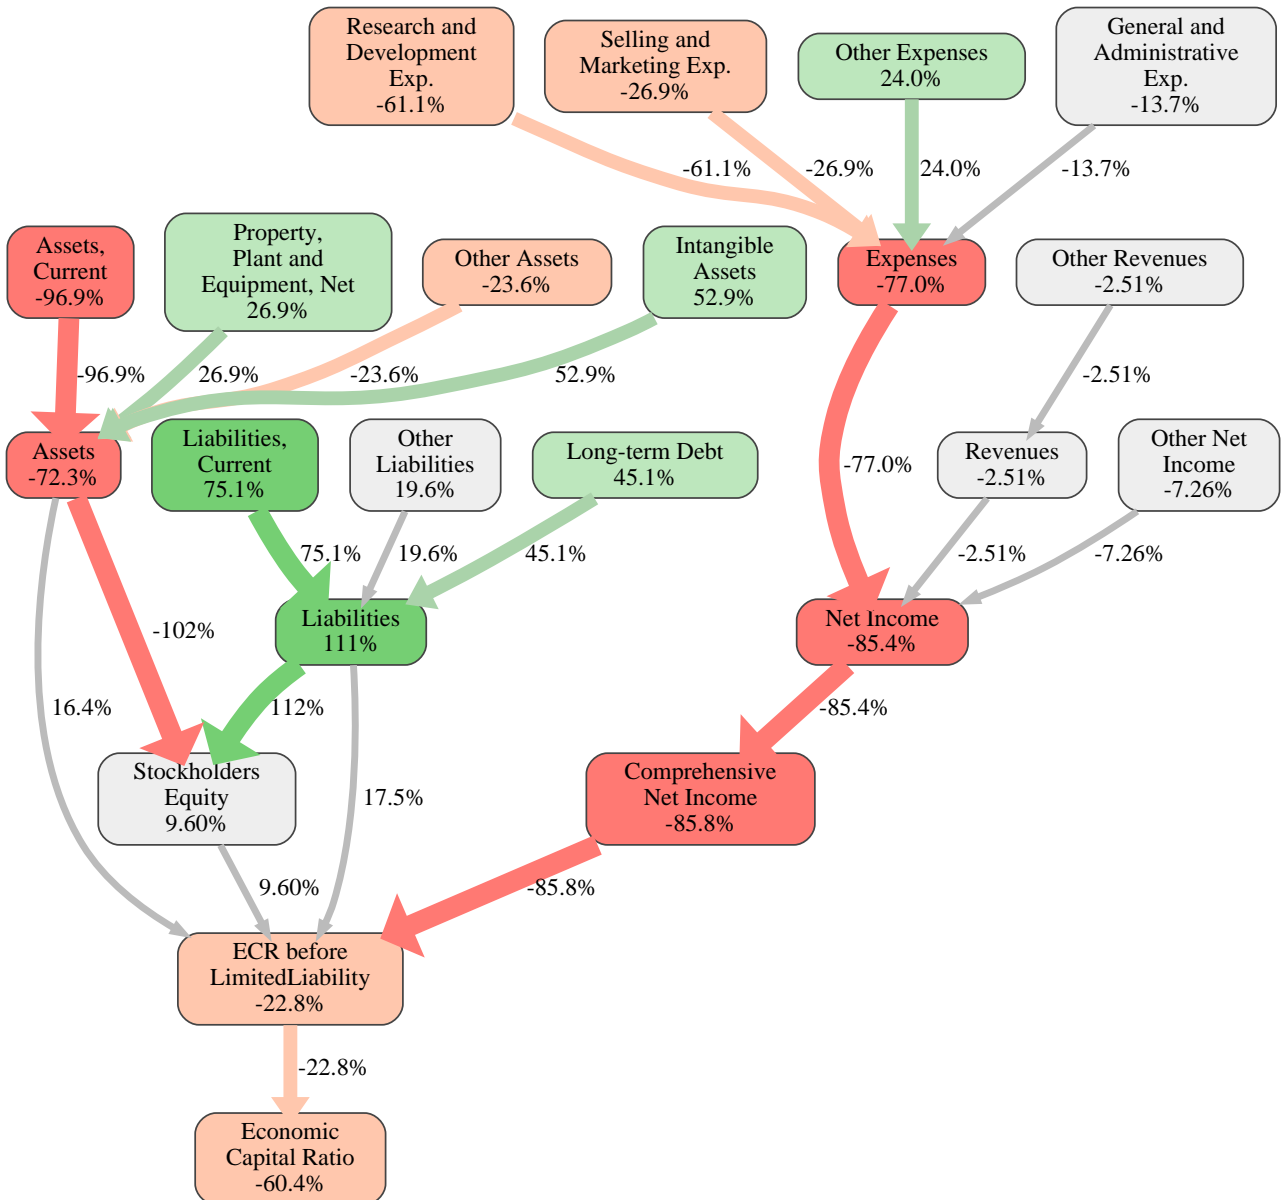 Research and
Development
Exp.
-61.1%
Selling and
Marketing Exp.
-26.9%
Other Expenses
24.0%
General and
Administrative
Exp.
-13.7%
-61.1%
-26.9%
24.0%
-13.7%
Assets,
Current
-96.9%
Property,
Plant and
Equipment, Net
26.9%
Other Assets
-23.6%
Intangible
Assets
52.9%
Expenses
-77.0%
Other Revenues
-2.51%
-96.9%
26.9%
-23.6%
52.9%
-2.51%
Assets
-72.3%
Liabilities,
Current
75.1%
Other
Liabilities
19.6%
Long-term Debt
45.1%
-77.0%
Revenues
-2.51%
Other Net
Income
-7.26%
75.1%
19.6%
45.1%
-2.51%
-7.26%
Liabilities
111%
Net Income
-85.4%
-102%
16.4%
112%
-85.4%
Stockholders
Equity
9.60%
17.5%
Comprehensive
Net Income
-85.8%
9.60%
-85.8%
ECR before
LimitedLiability
-22.8%
-22.8%
Economic
Capital Ratio
-60.4%